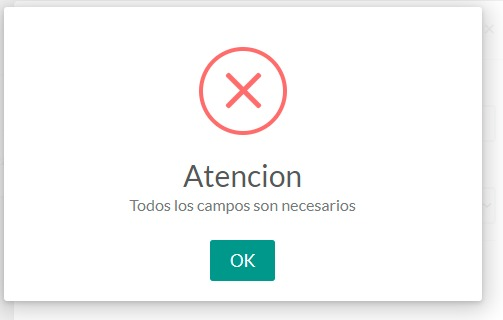 Atencion
Todos los campos son necesarios
OK